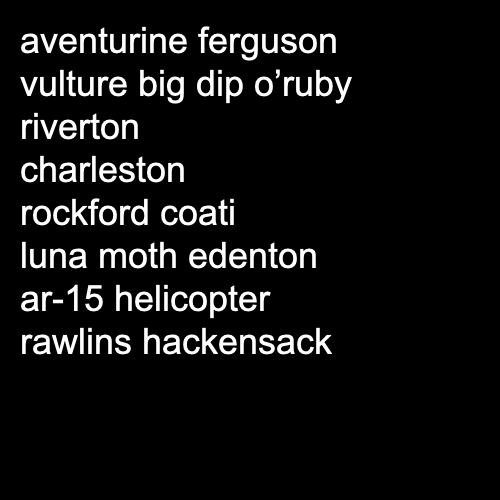 aventurine ferguson
vulture big dip o’ruby
riverton
charleston
rockford coati
luna moth edenton
ar-15 helicopter
rawlins hackensack